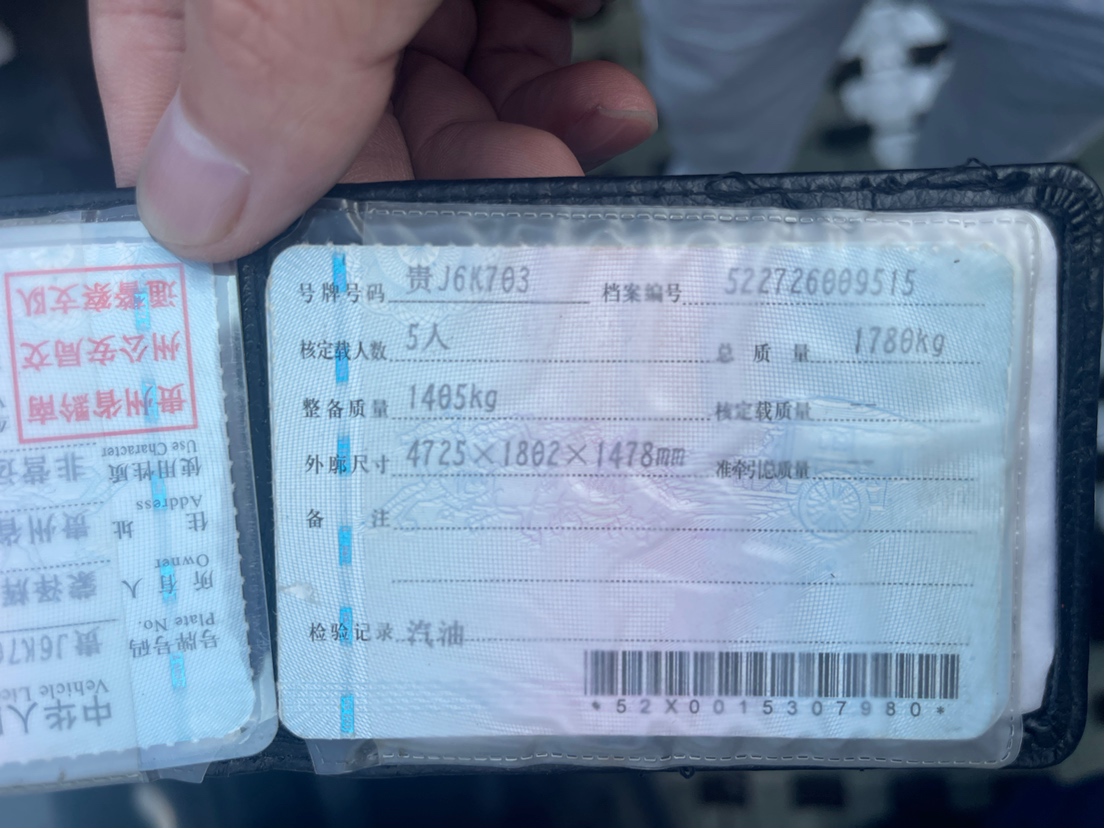 号牌号码 贵J6K703 档案编号 522726009515
核定载人数 5人 总质量 1780kg
整备质量 1405kg 核定载质量 —
外廓尺寸 4725×1802×1478mm 准牵引总质量 —
备注
检验记录 汽油
*52X0015307980*
中华人
Vehicle Lic
号牌号码 贵J6K7
Plate No.
所有人
Owner
住址 贵州省
Address
使用性质 非营运
Use Character
贵州省黔南
州公安局交
通警察支队